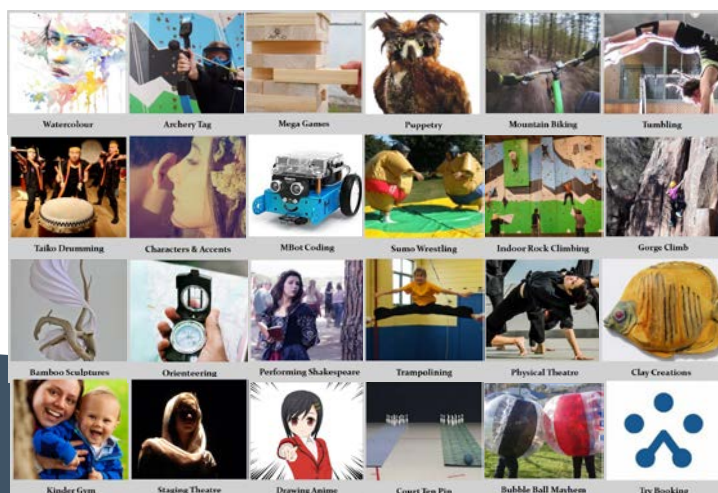 Watercolour
Archery Tag
Mega Games
Puppetry
Mountain Biking
Tumbling
Taiko Drumming
Characters & Accents
MBot Coding
Sumo Wrestling
Indoor Rock Climbing
Gorge Climb
Bamboo Sculptures
Orienteering
Performing Shakespeare
Trampolining
Physical Theatre
Clay Creations
Kinder Gym
Staging Theatre
Drawing Anime
Court Ten Pin
Bubble Ball Mayhem
Try Booking